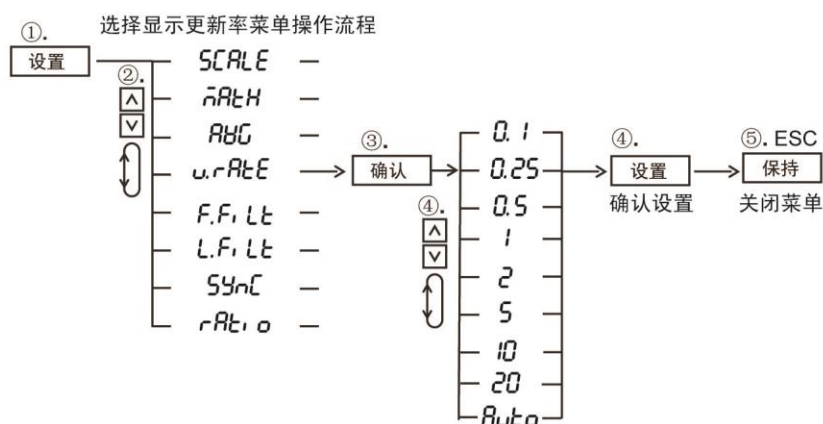 选择显示更新率菜单操作流程
①.
设置
②.
SCALE
MAtH
AVG
u.rAtE
F.FiLt
L.FiLt
SYnC
rAtio
③.
确认
④.
0.1
0.25
0.5
1
2
5
10
20
Auto
④.
设置
确认设置
⑤. ESC
保持
关闭菜单